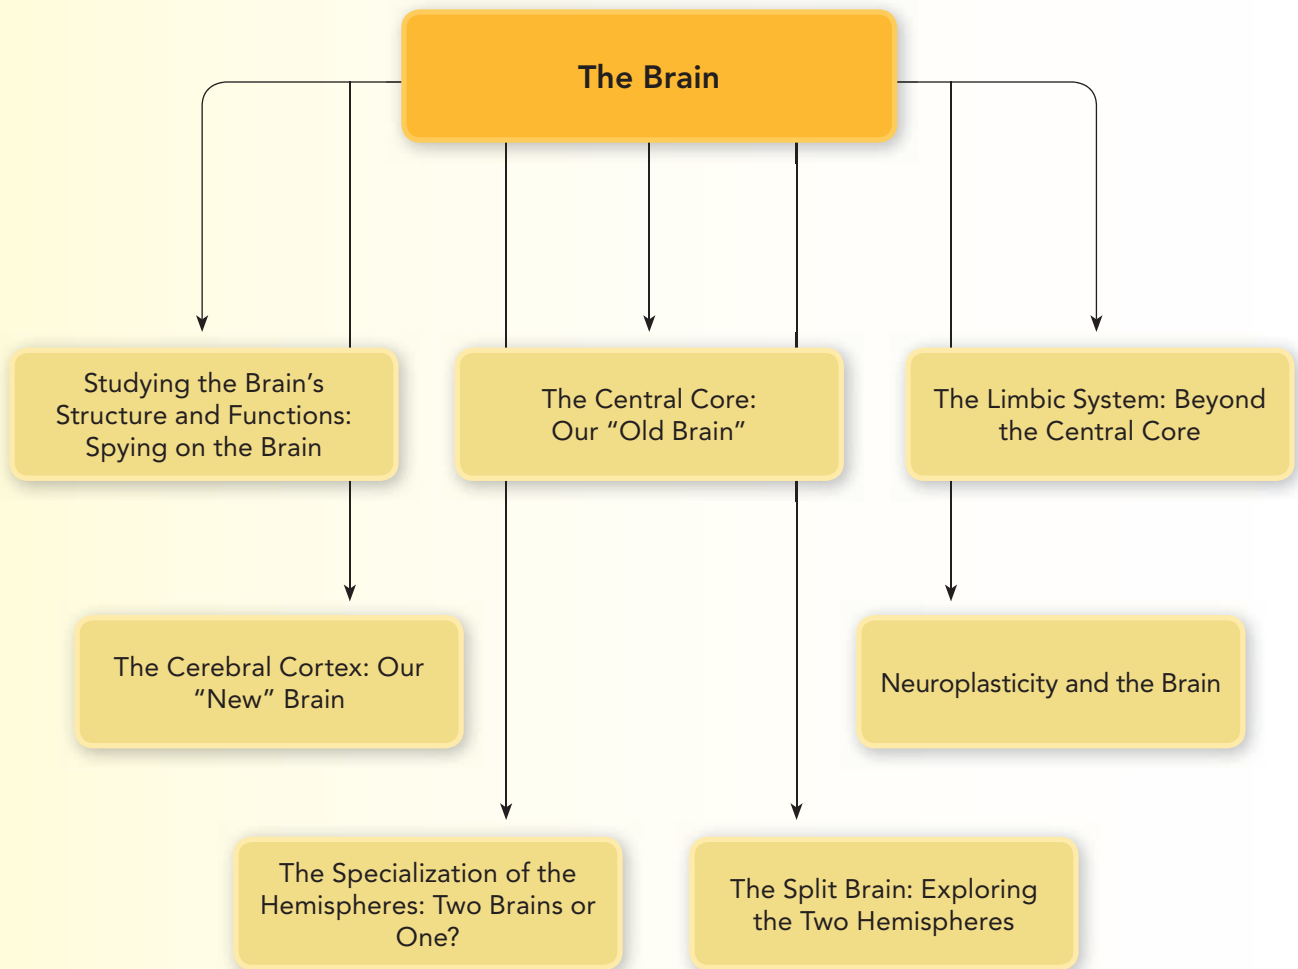 The Brain
Studying the Brain’s
Structure and Functions:
Spying on the Brain
The Central Core:
Our “Old Brain”
The Limbic System: Beyond
the Central Core
The Cerebral Cortex: Our
“New” Brain
Neuroplasticity and the Brain
The Specialization of the
Hemispheres: Two Brains or
One?
The Split Brain: Exploring
the Two Hemispheres